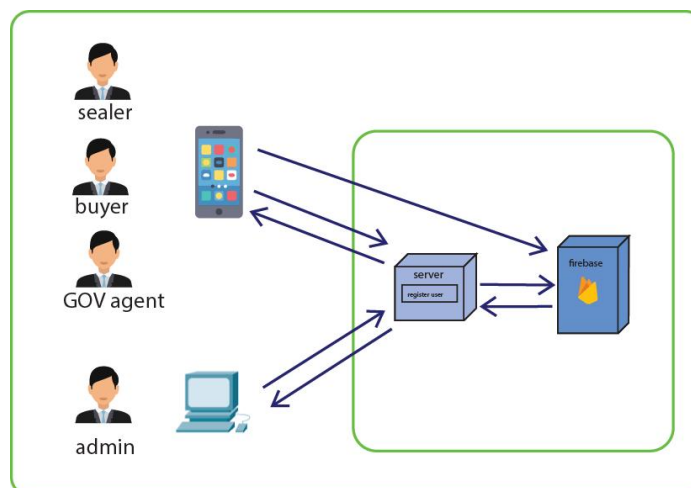 sealer
buyer
GOV agent
admin
server
register user
firebase